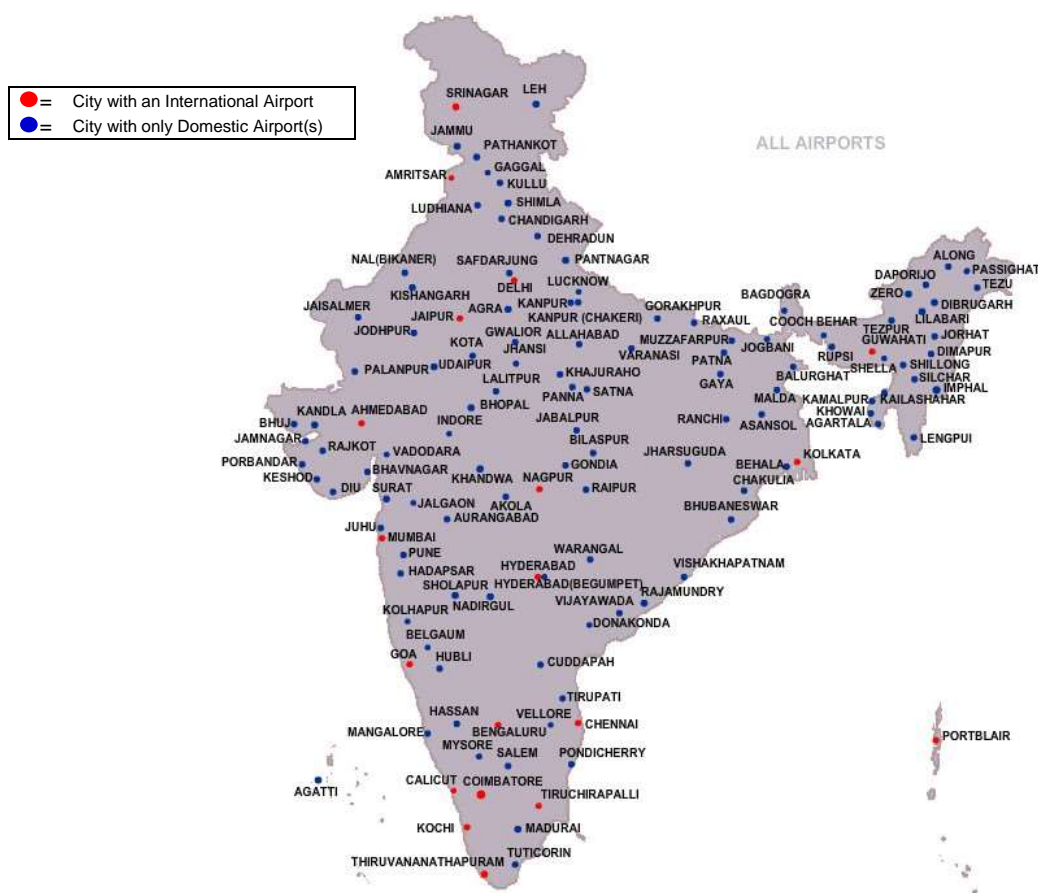 = City with an International Airport
= City with only Domestic Airport(s)
ALL AIRPORTS
SRINAGAR
LEH
JAMMU
PATHANKOT
GAGGAL
AMRITSAR
KULLU
LUDHIANA
SHIMLA
CHANDIGARH
DEHRADUN
NAL(BIKANER)
SAFDARJUNG
PANTNAGAR
DELHI
LUCKNOW
KISHANGARH
JAISALMER
AGRA
KANPUR
JAIPUR
KANPUR (CHAKERI)
GORAKHPUR
RAXAUL
BAGDOGRA
COOCH BEHAR
ALONG
PASSIGHAT
DAPORIJO
TEZU
ZERO
DIBRUGARH
LILABARI
TEZPUR
GUWAHATI
JORHAT
JODHPUR
GWALIOR
ALLAHABAD
MUZZAFARPUR
JOGBANI
KOTA
JHANSI
VARANASI
PATNA
RUPSI
SHELLA
DIMAPUR
SHILLONG
PALANPUR
UDAIPUR
KHAJURAHO
GAYA
BALURGHAT
SILCHAR
LALITPUR
PANNA
SATNA
MALDA
KAMALPUR
KAILASHAHAR
IMPHAL
KANDLA
AHMEDABAD
BHOPAL
KHOWAI
BHUJ
INDORE
JABALPUR
RANCHI
ASANSOL
AGARTALA
JAMNAGAR
RAJKOT
VADODARA
BILASPUR
LENGPUI
PORBANDAR
BHAVNAGAR
KHANDWA
GONDIA
JHARSUGUDA
BEHALA
KOLKATA
KESHOD
DIU
SURAT
NAGPUR
RAIPUR
CHAKULIA
JALGAON
AKOLA
BHUBANESWAR
AURANGABAD
JUHU
MUMBAI
PUNE
WARANGAL
HADAPSAR
HYDERABAD
VISHAKHAPATNAM
SHOLAPUR
HYDERABAD(BEGUMPET)
NADIRGUL
VIJAYAWADA
RAJAMUNDRY
KOLHAPUR
DONAKONDA
BELGAUM
GOA
HUBLI
CUDDAPAH
TIRUPATI
HASSAN
VELLORE
CHENNAI
MANGALORE
BENGALURU
PORTBLAIR
MYSORE
SALEM
PONDICHERRY
CALICUT
COIMBATORE
AGATTI
TIRUCHIRAPALLI
KOCHI
MADURAI
TUTICORIN
THIRUVANANATHAPURAM